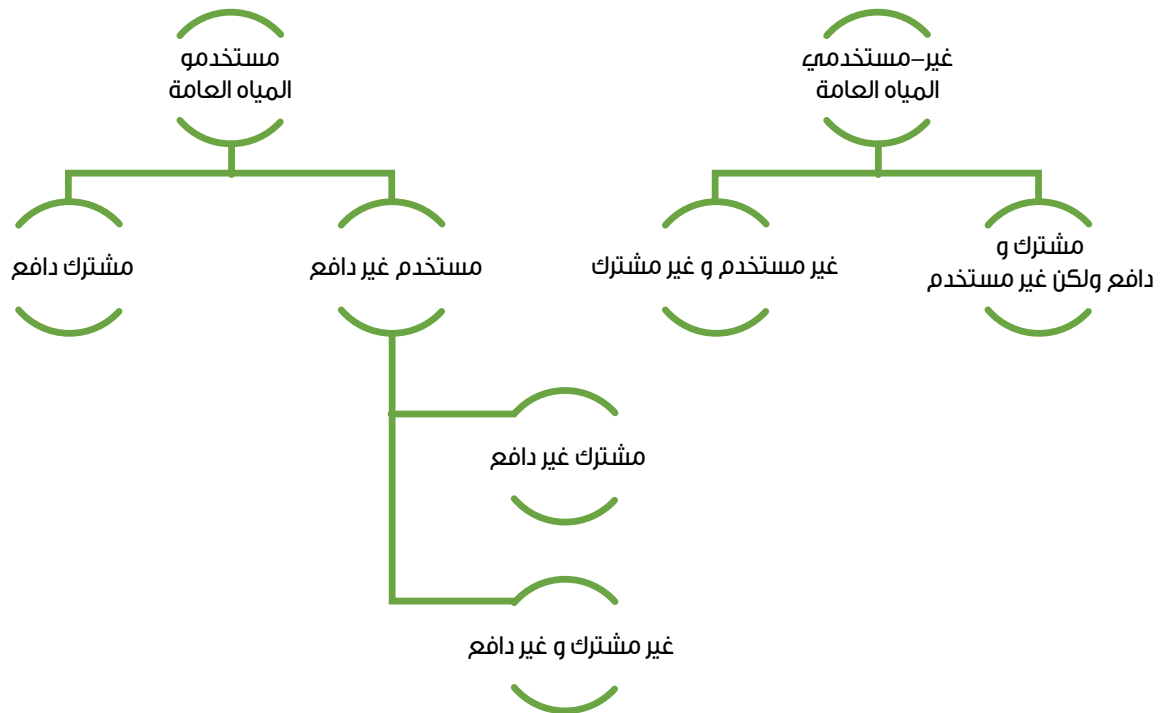 غير-مستخدمي
المياه العامة
مستخدمو
المياه العامة
مشترك و
دافع ولكن غير مستخدم
غير مستخدم و غير مشترك
مستخدم غير دافع
مشترك دافع
مشترك غير دافع
غير مشترك و غير دافع